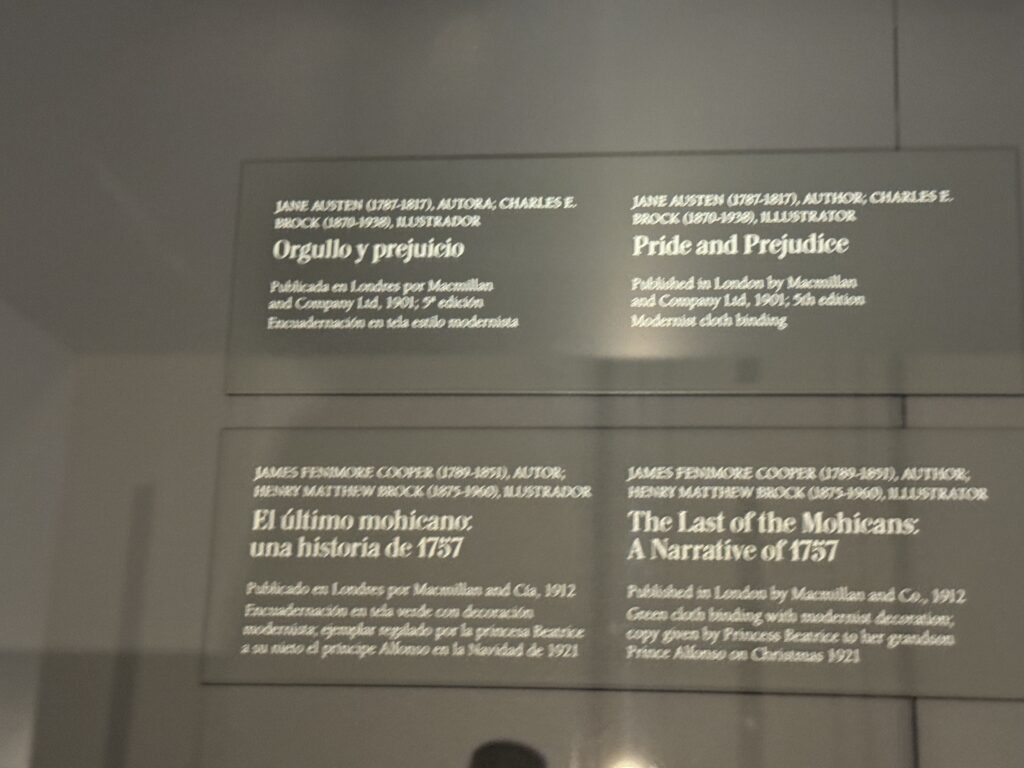 JANE AUSTEN (1787-1817), AUTORA; CHARLES E.
BROCK (1870-1938), ILUSTRADOR
Orgullo y prejuicio
Publicada en Londres por Macmillan
and Company Ltd, 1901; 5ª edición
Encuadernación en tela estilo modernista
JANE AUSTEN (1787-1817), AUTHOR; CHARLES E.
BROCK (1870-1938), ILLUSTRATOR
Pride and Prejudice
Published in London by Macmillan
and Company Ltd, 1901; 5th edition
Modernist cloth binding
JAMES FENIMORE COOPER (1789-1851), AUTOR;
HENRY MATTHEW BROCK (1875-1960), ILUSTRADOR
El último mohicano:
una historia de 1757
Publicado en Londres por Macmillan and Cía, 1912
Encuadernación en tela verde con decoración
modernista; ejemplar regalado por la princesa Beatrice
a su nieto el príncipe Alfonso en la Navidad de 1921
JAMES FENIMORE COOPER (1789-1851), AUTHOR;
HENRY MATTHEW BROCK (1875-1960), ILLUSTRATOR
The Last of the Mohicans:
A Narrative of 1757
Published in London by Macmillan and Co., 1912
Green cloth binding with modernist decoration;
copy given by Princess Beatrice to her grandson
Prince Alfonso on Christmas 1921